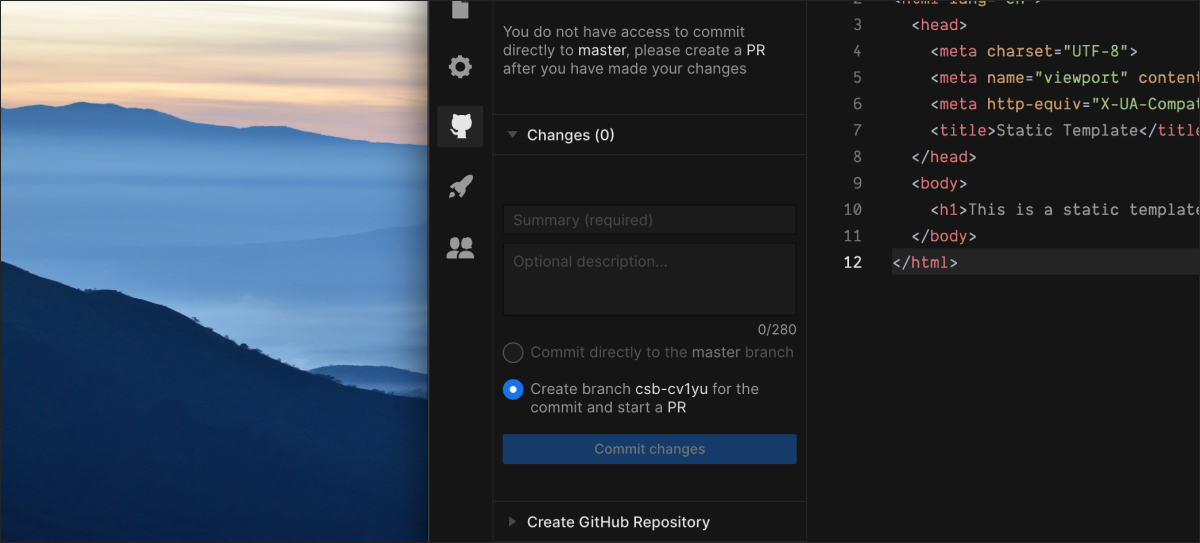 You do not have access to commit
directly to master, please create a PR
after you have made your changes
Changes (0)
Summary (required)
Optional description...
0/280
Commit directly to the master branch
Create branch csb-cv1yu for the
commit and start a PR
Commit changes
Create GitHub Repository
2 <html lang="en">
3 <head>
4 <meta charset="UTF-8">
5 <meta name="viewport" content
6 <meta http-equiv="X-UA-Compat
7 <title>Static Template</title
8 </head>
9 <body>
10 <h1>This is a static template
11 </body>
12 </html>